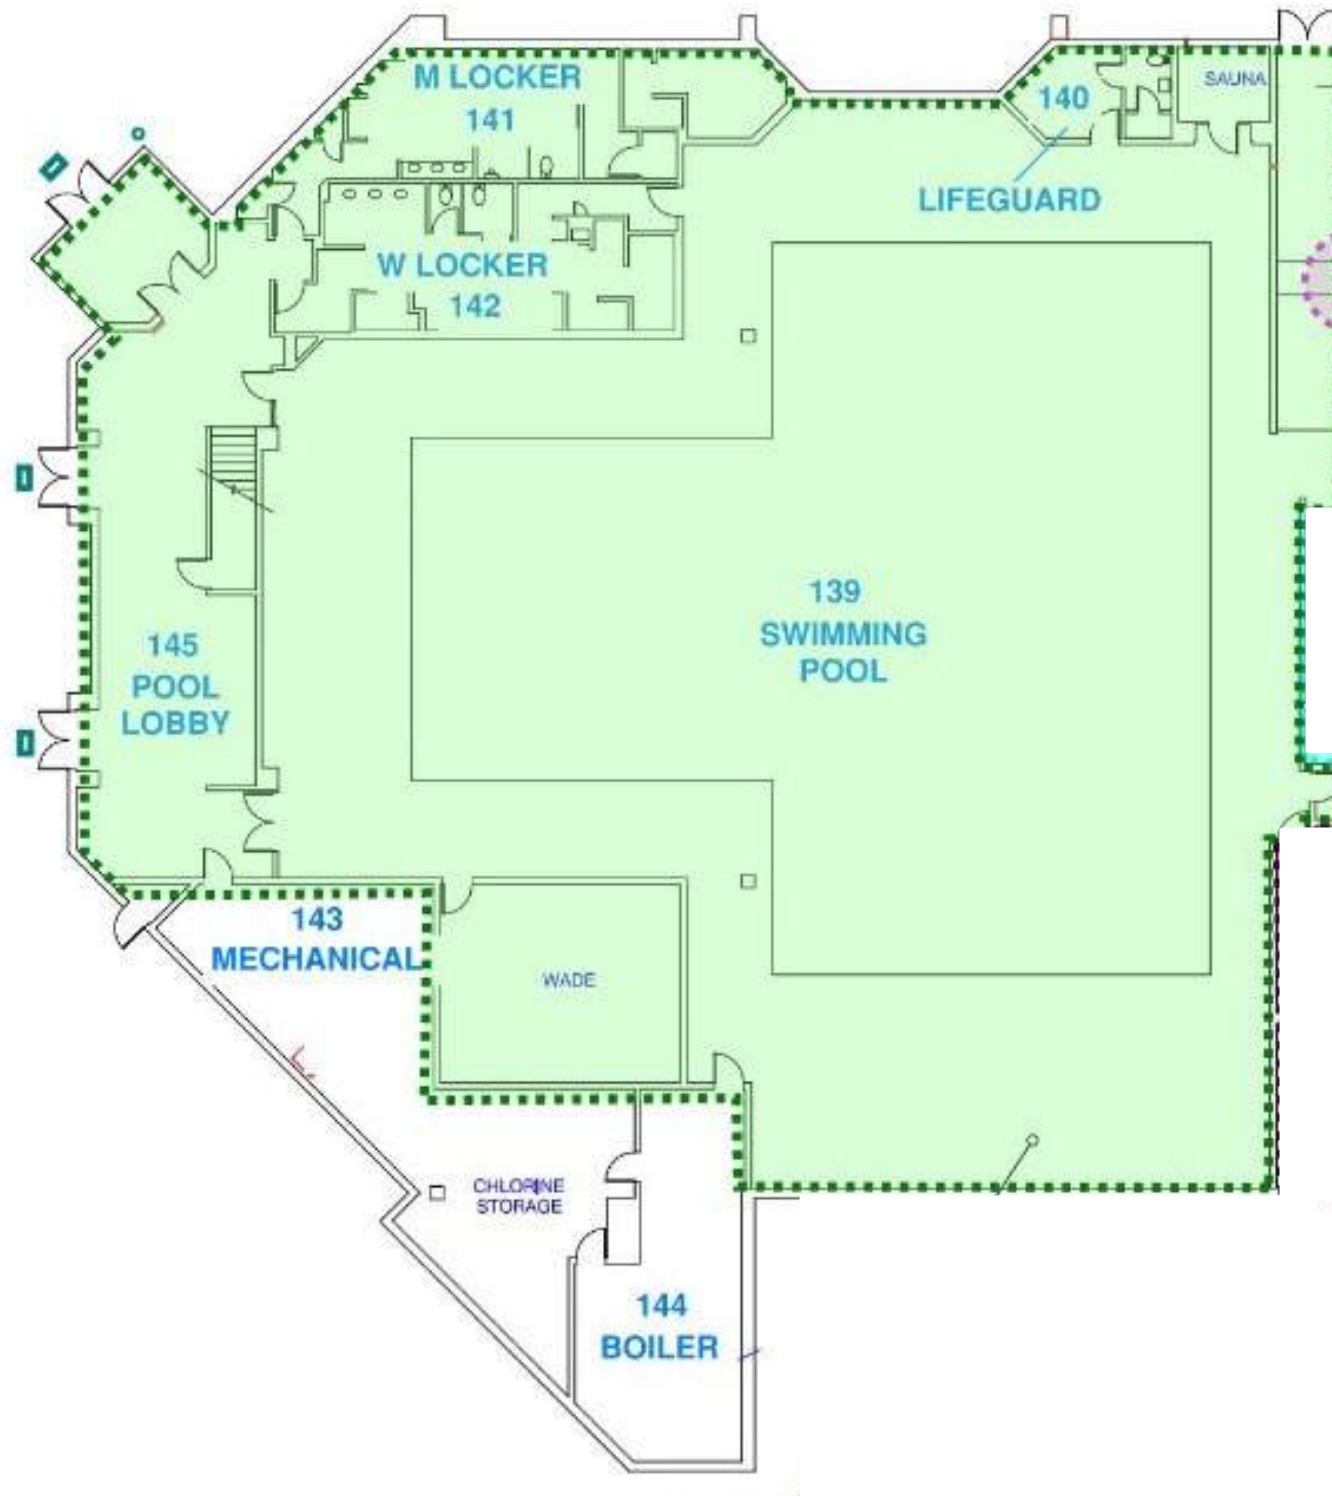 M LOCKER
141
140
SAUNA
LIFEGUARD
W LOCKER
142
139
SWIMMING
POOL
145
POOL
LOBBY
143
MECHANICAL
WADE
CHLORINE
STORAGE
144
BOILER